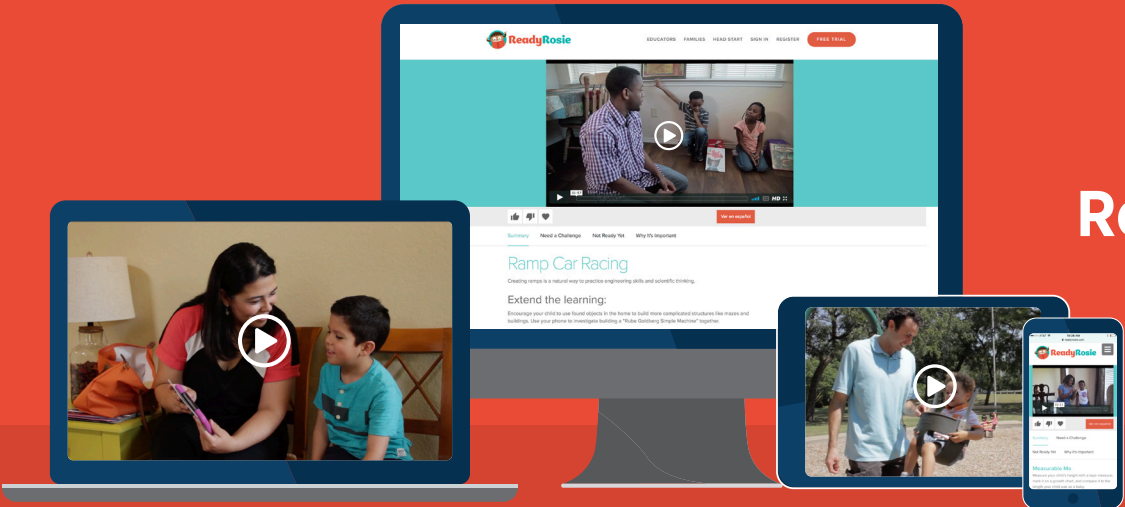 ReadyRosie
EDUCATORS FAMILIES HEAD START SIGN IN REGISTER FREE TRIAL
HD
Ver en español
Summary Need a Challenge Not Ready Yet Why It's Important
Ramp Car Racing
Creating ramps is a natural way to practice engineering skills and scientific thinking.
Extend the learning:
Encourage your child to use found objects in the home to build more complicated structures like mazes and
buildings. Use your phone to investigate building a "Rube Goldberg Simple Machine" together.
Re
ReadyRosie
Ver en español
Summary Need a Challenge
Not Ready Yet Why It's Important
Measurable Me